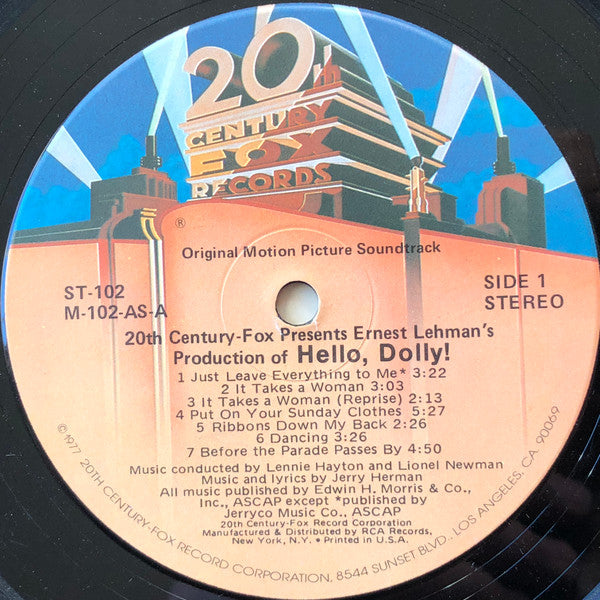 20th
CENTURY
FOX
RECORDS
®
Original Motion Picture Soundtrack
ST-102
M-102-AS-A
SIDE 1
STEREO
20th Century-Fox Presents Ernest Lehman's
Production of Hello, Dolly!
1 Just Leave Everything to Me* 3:22
2 It Takes a Woman 3:03
3 It Takes a Woman (Reprise) 2:13
4 Put On Your Sunday Clothes 5:27
5 Ribbons Down My Back 2:26
6 Dancing 3:26
7 Before the Parade Passes By 4:50
Music conducted by Lennie Hayton and Lionel Newman
Music and lyrics by Jerry Herman
All music published by Edwin H. Morris & Co.,
Inc., ASCAP except *published by
Jerryco Music Co., ASCAP
20th Century-Fox Record Corporation
Manufactured & Distributed by RCA Records,
New York, N.Y. • Printed in U.S.A.
©1977 20TH CENTURY-FOX RECORD CORPORATION, 8544 SUNSET BLVD., LOS ANGELES, CA 90069